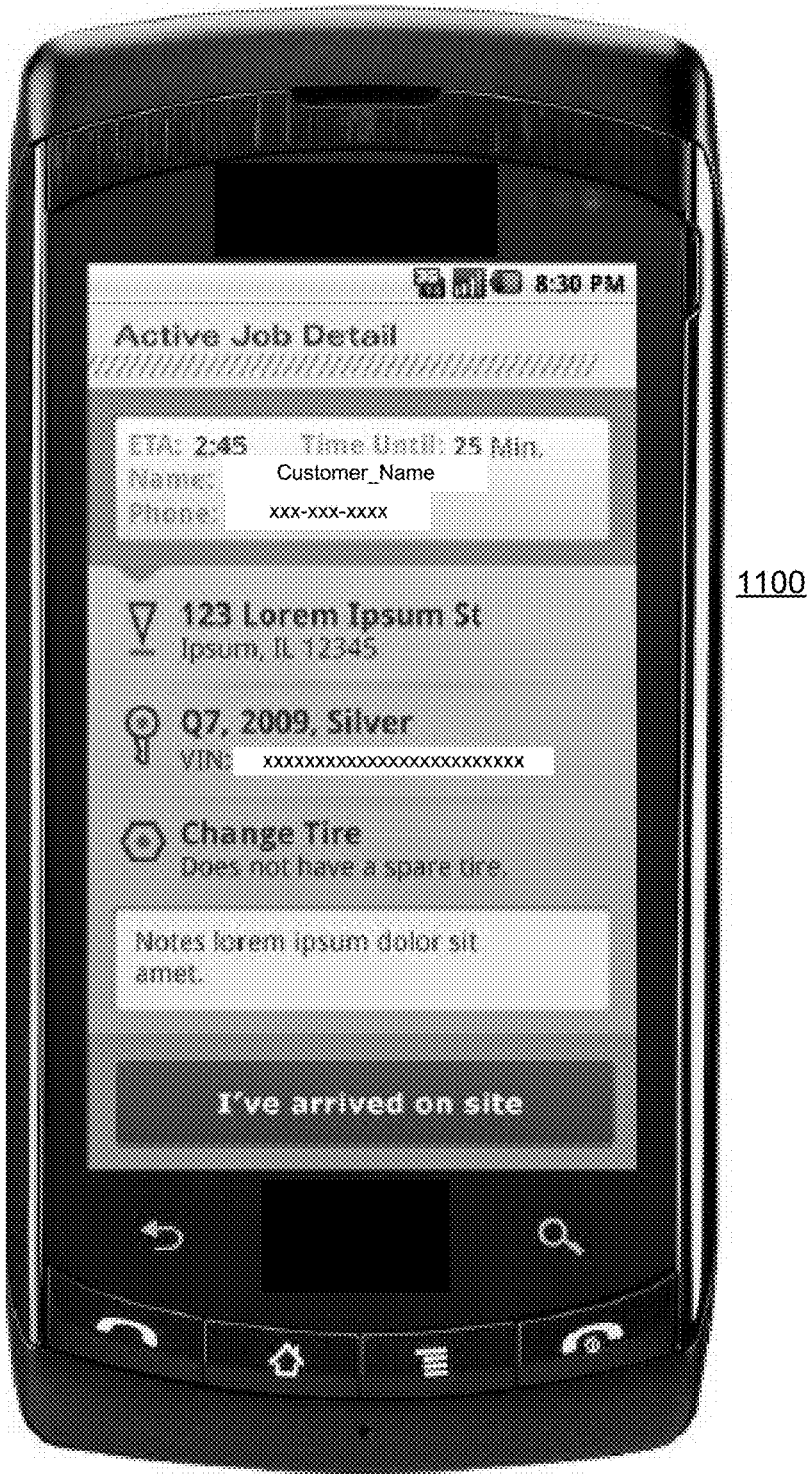 8:30 PM
Active Job Detail
ETA: 2:45 Time Until: 25 Min.
Name: Customer_Name
Phone: xxx-xxx-xxxx
123 Lorem Ipsum St
Ipsum, IL 12345
Q7, 2009, Silver
VIN: xxxxxxxxxxxxxxxxxxxxxxxxx
Change Tire
Does not have a spare tire.
Notes lorem ipsum dolor sit
amet.
I've arrived on site
1100